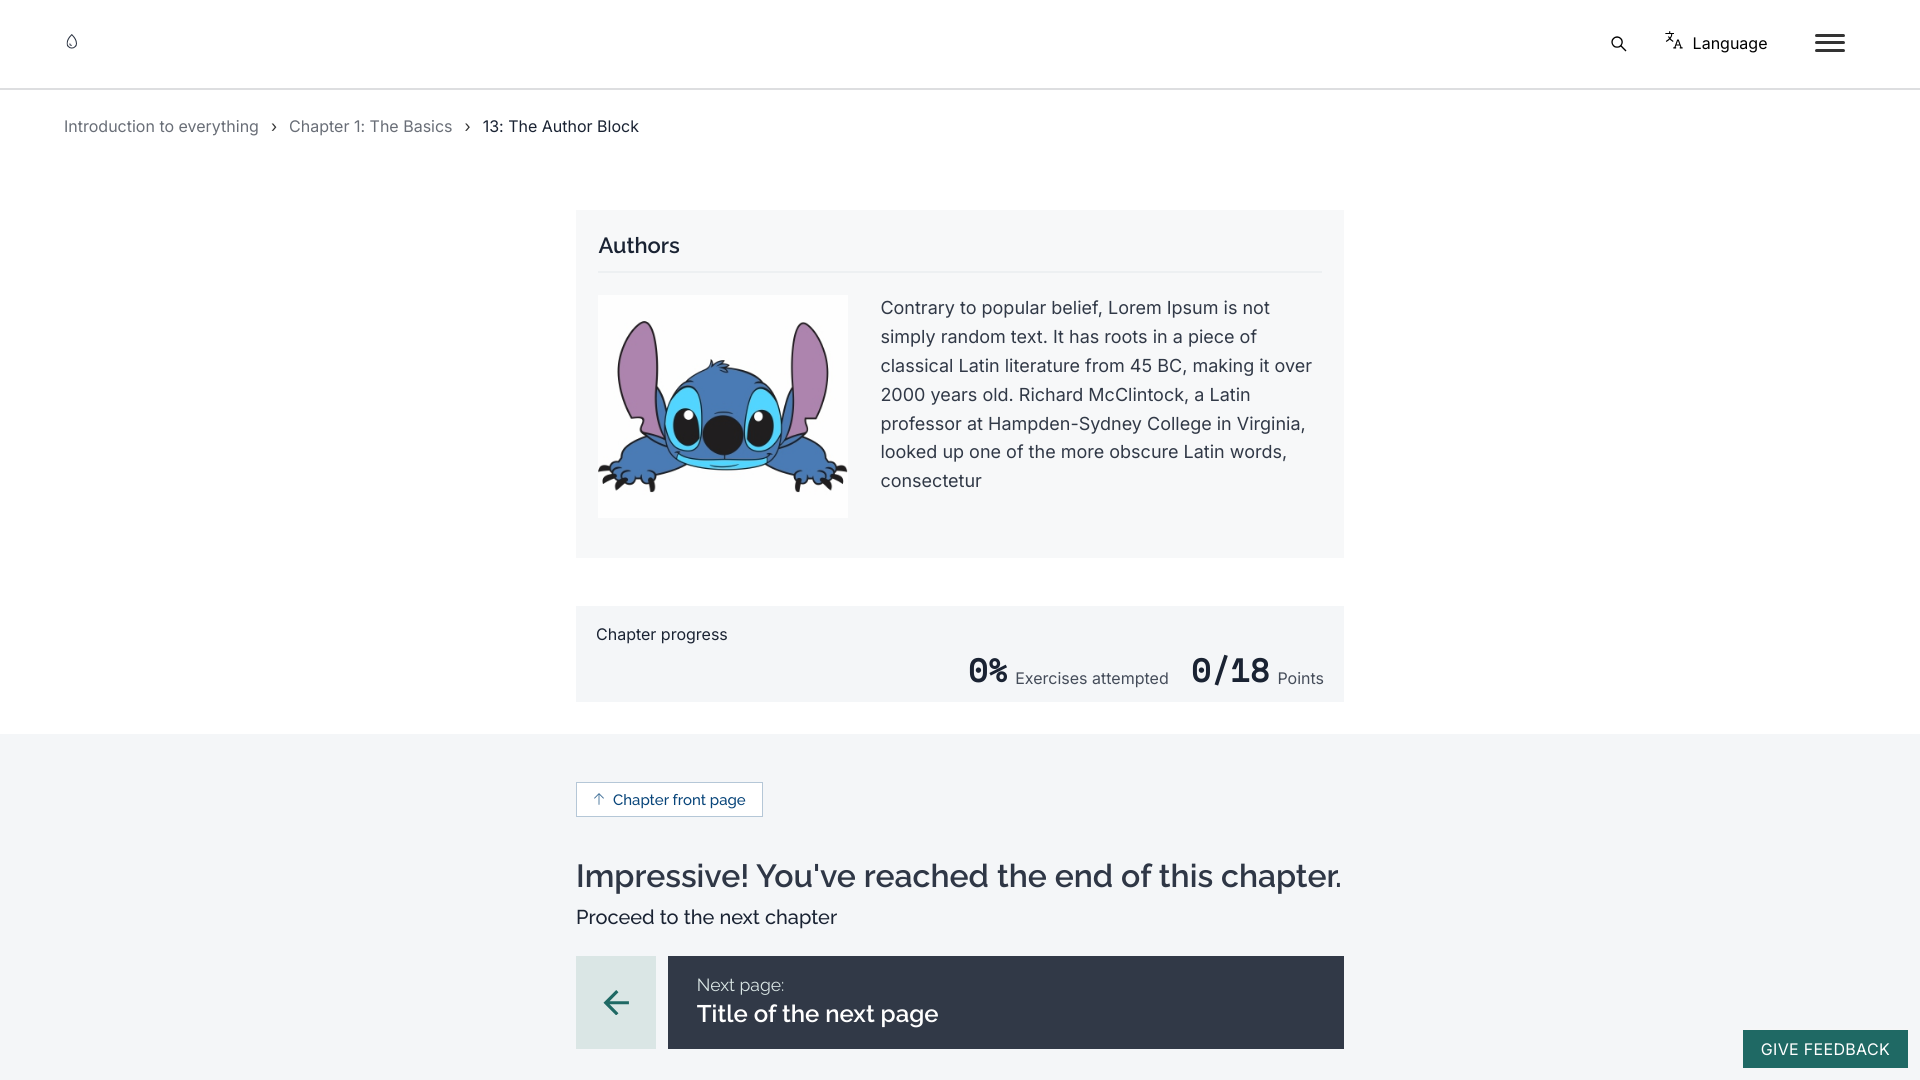 Language
Introduction to everything › Chapter 1: The Basics › 13: The Author Block
Authors
Contrary to popular belief, Lorem Ipsum is not
simply random text. It has roots in a piece of
classical Latin literature from 45 BC, making it over
2000 years old. Richard McClintock, a Latin
professor at Hampden-Sydney College in Virginia,
looked up one of the more obscure Latin words,
consectetur
Chapter progress
0% Exercises attempted 0/18 Points
Chapter front page
Impressive! You've reached the end of this chapter.
Proceed to the next chapter
Next page:
Title of the next page
GIVE FEEDBACK